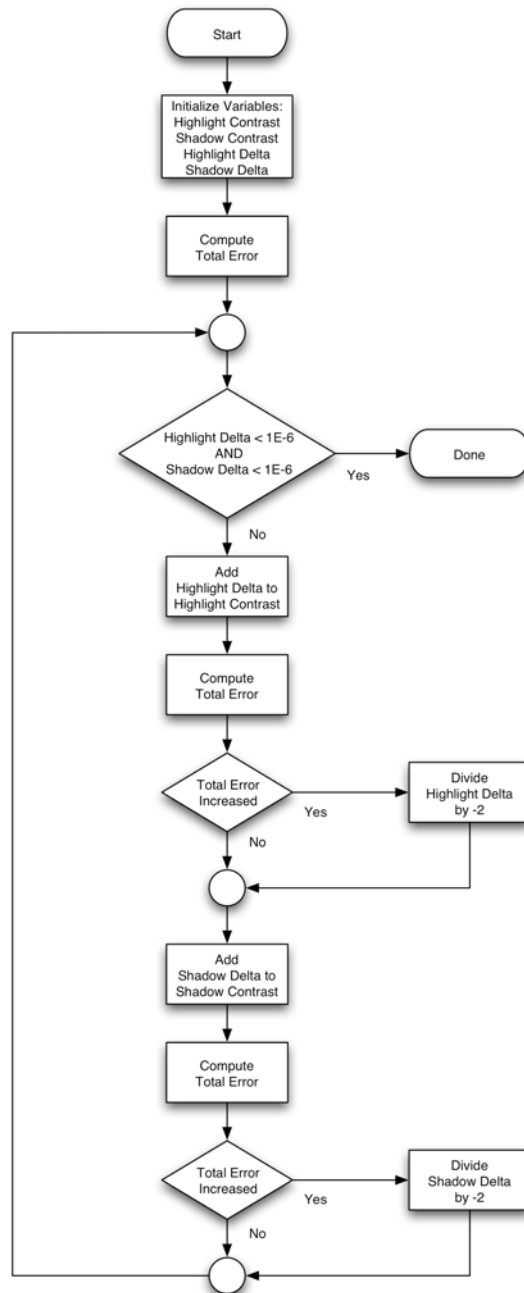 Start
Initialize Variables:
Highlight Contrast
Shadow Contrast
Highlight Delta
Shadow Delta
Compute
Total Error
Highlight Delta < 1E-6
AND
Shadow Delta < 1E-6
Yes
Done
No
Add
Highlight Delta to
Highlight Contrast
Compute
Total Error
Total Error
Increased
Yes
Divide
Highlight Delta
by -2
No
Add
Shadow Delta to
Shadow Contrast
Compute
Total Error
Total Error
Increased
Yes
Divide
Shadow Delta
by -2
No